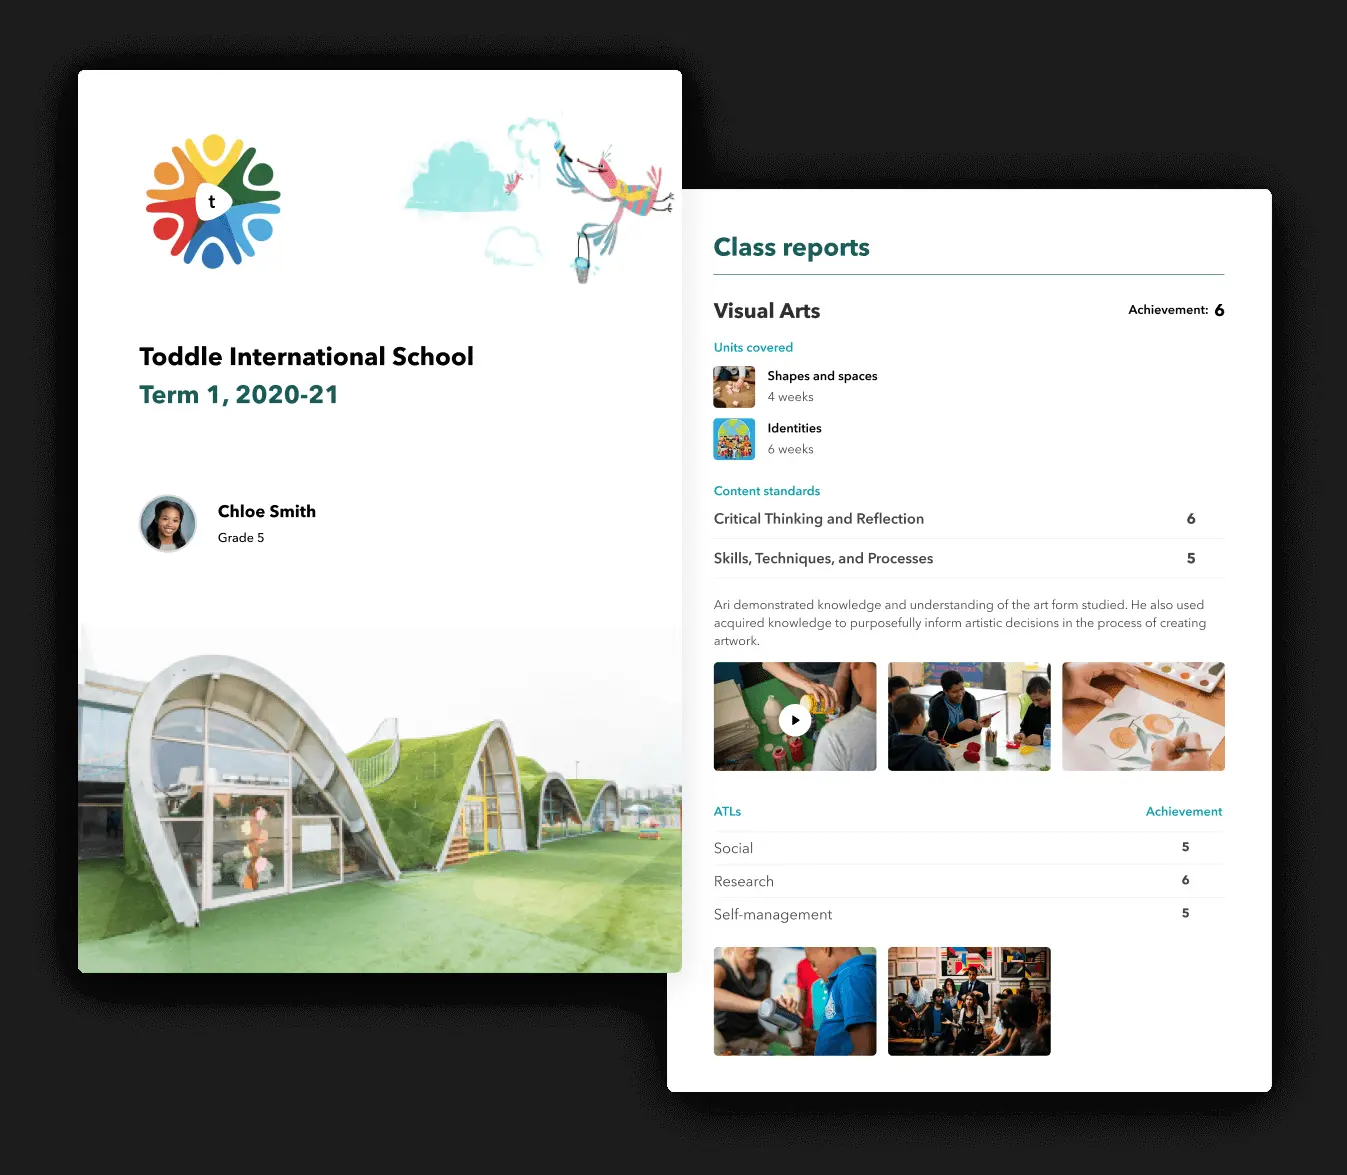 t
Toddle International School
Term 1, 2020-21
Chloe Smith
Grade 5
Class reports
Visual Arts
Achievement: 6
Units covered
Shapes and spaces
4 weeks
Identities
6 weeks
Content standards
Critical Thinking and Reflection 6
Skills, Techniques, and Processes 5
Ari demonstrated knowledge and understanding of the art form studied. He also used
acquired knowledge to purposefully inform artistic decisions in the process of creating
artwork.
ATLs Achievement
Social 5
Research 6
Self-management 5